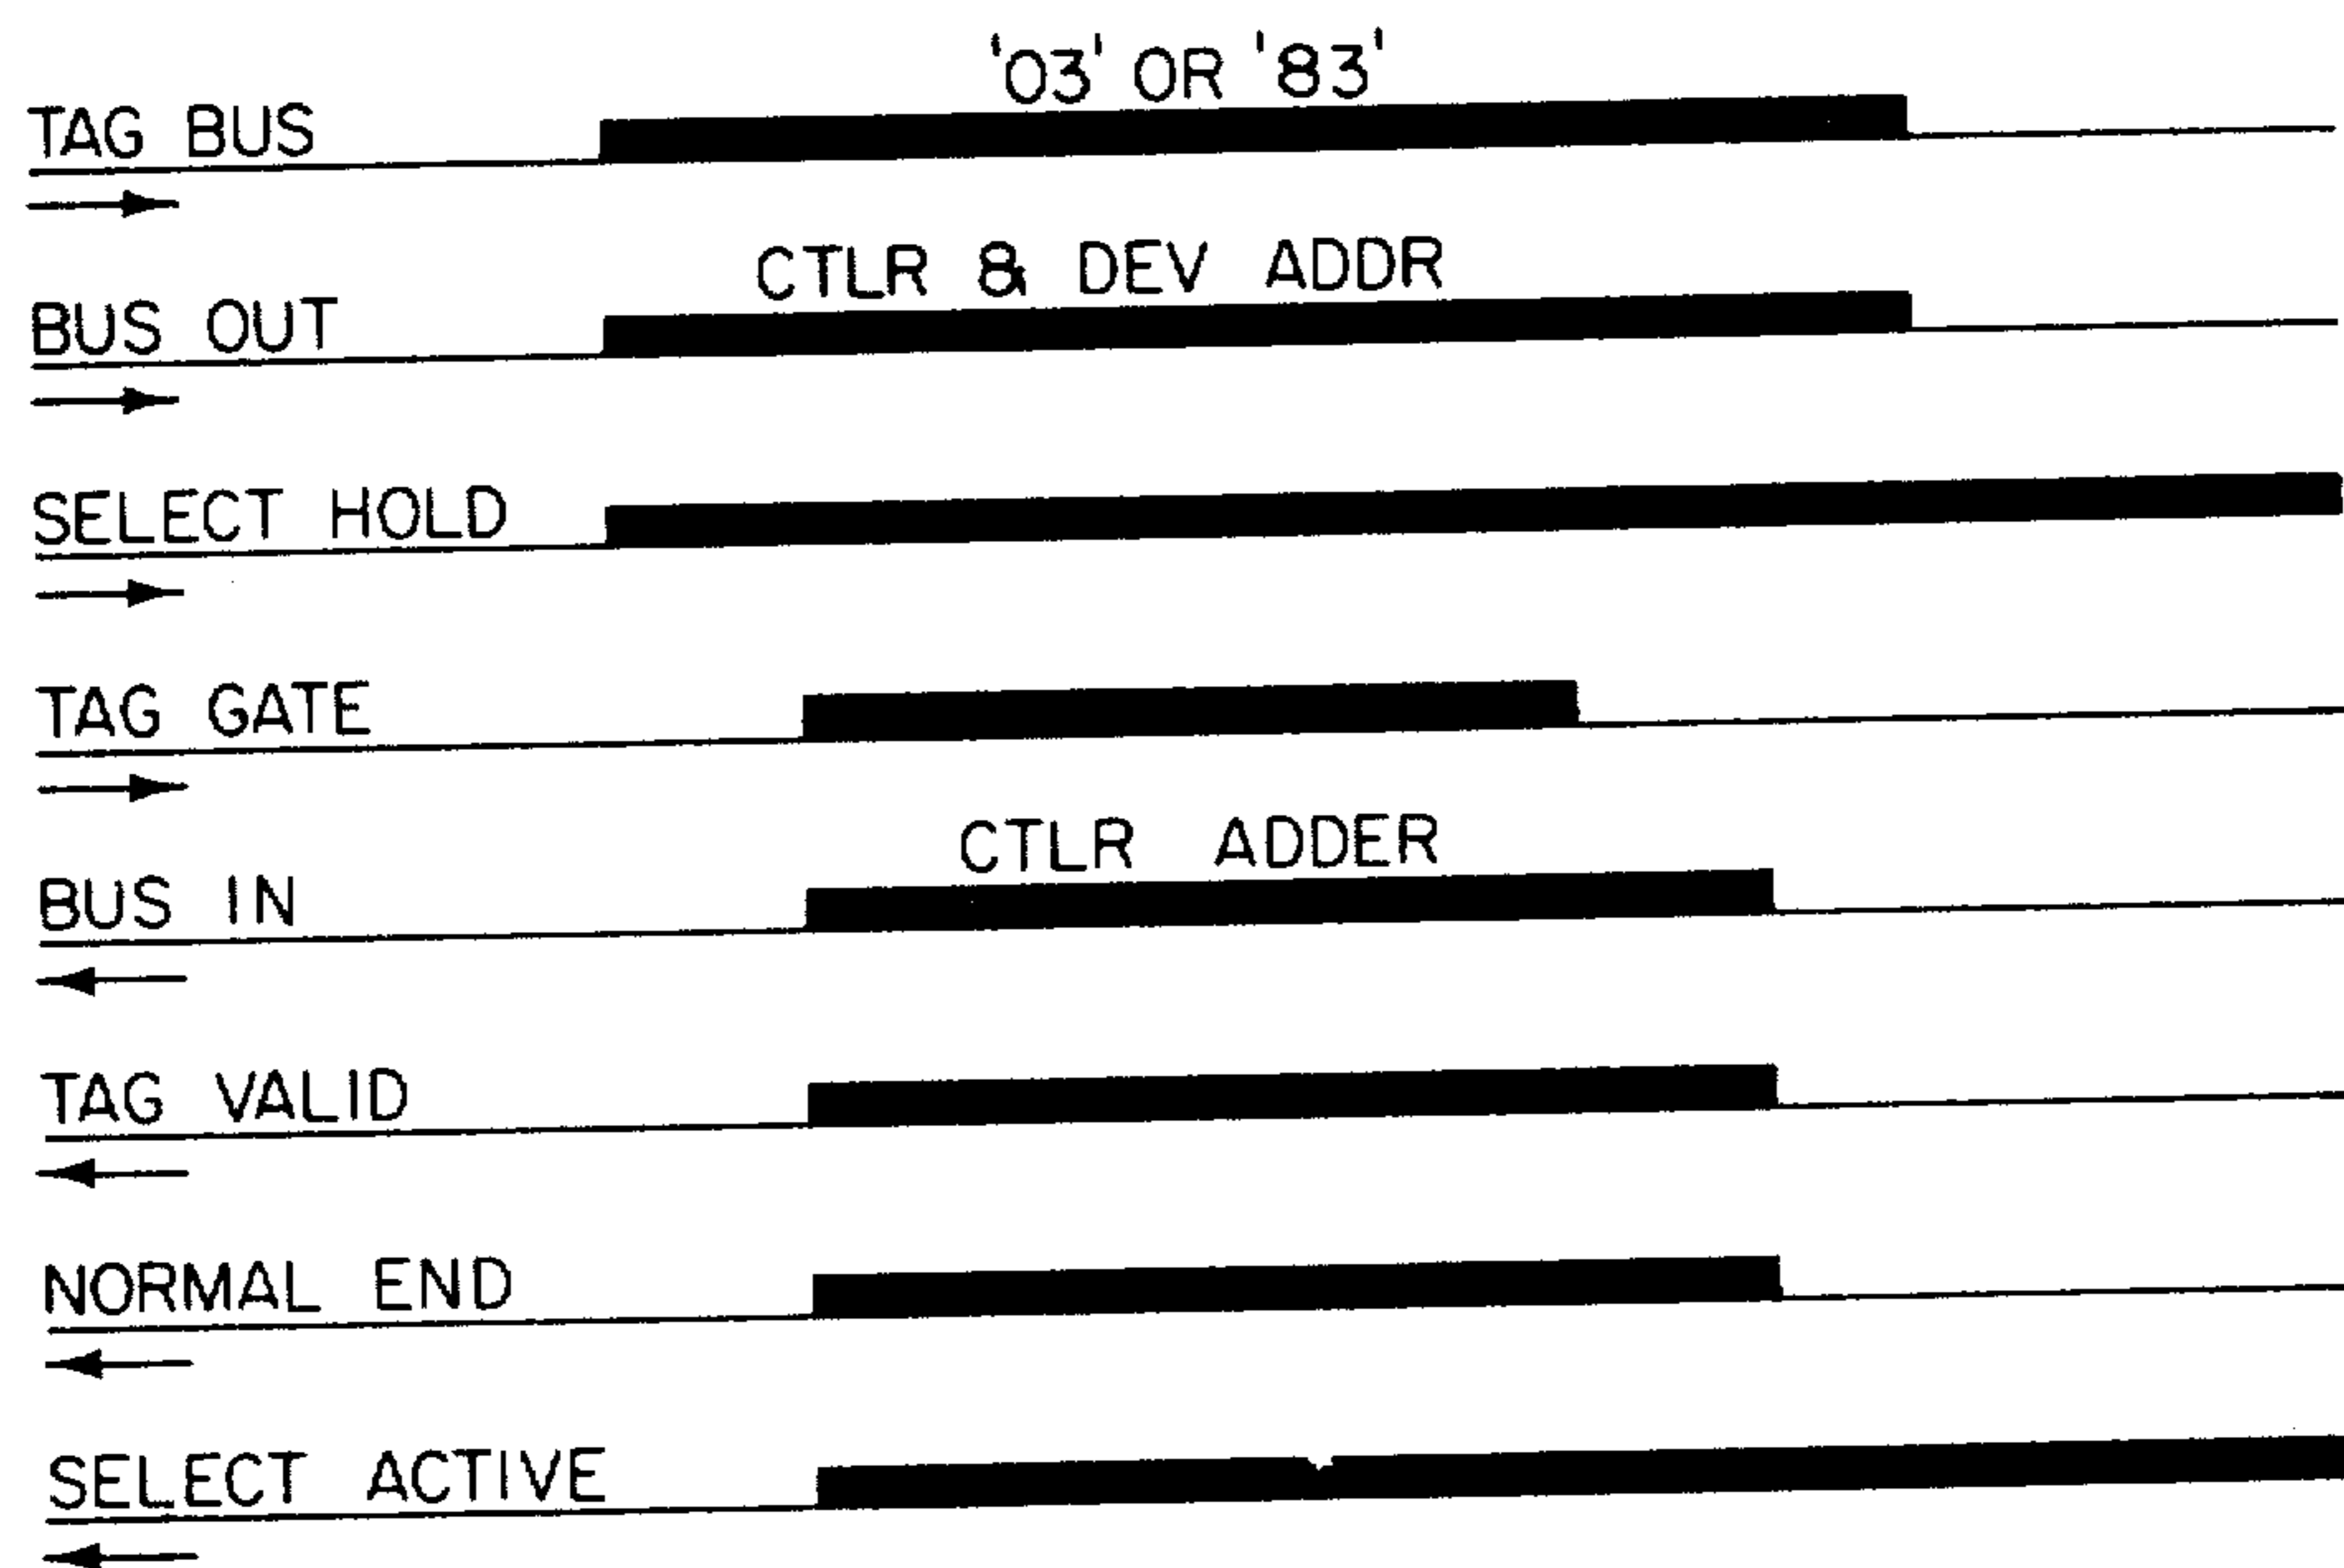 '03' OR '83'
TAG BUS
CTLR & DEV ADDR
BUS OUT
SELECT HOLD
TAG GATE
CTLR ADDER
BUS IN
TAG VALID
NORMAL END
SELECT ACTIVE